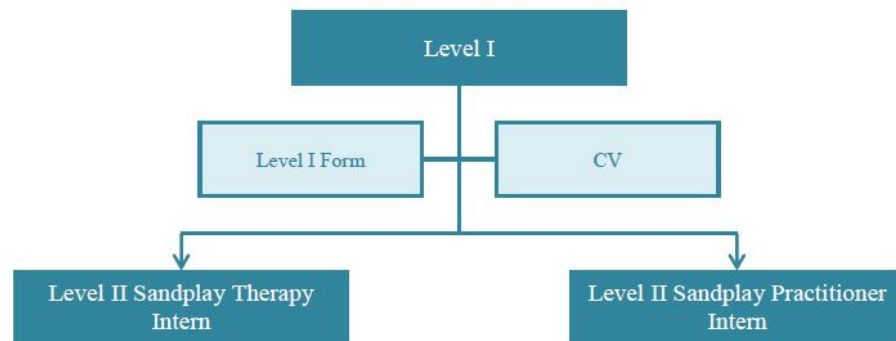 Level I
Level I Form
CV
Level II Sandplay Therapy
Intern
Level II Sandplay Practitioner
Intern